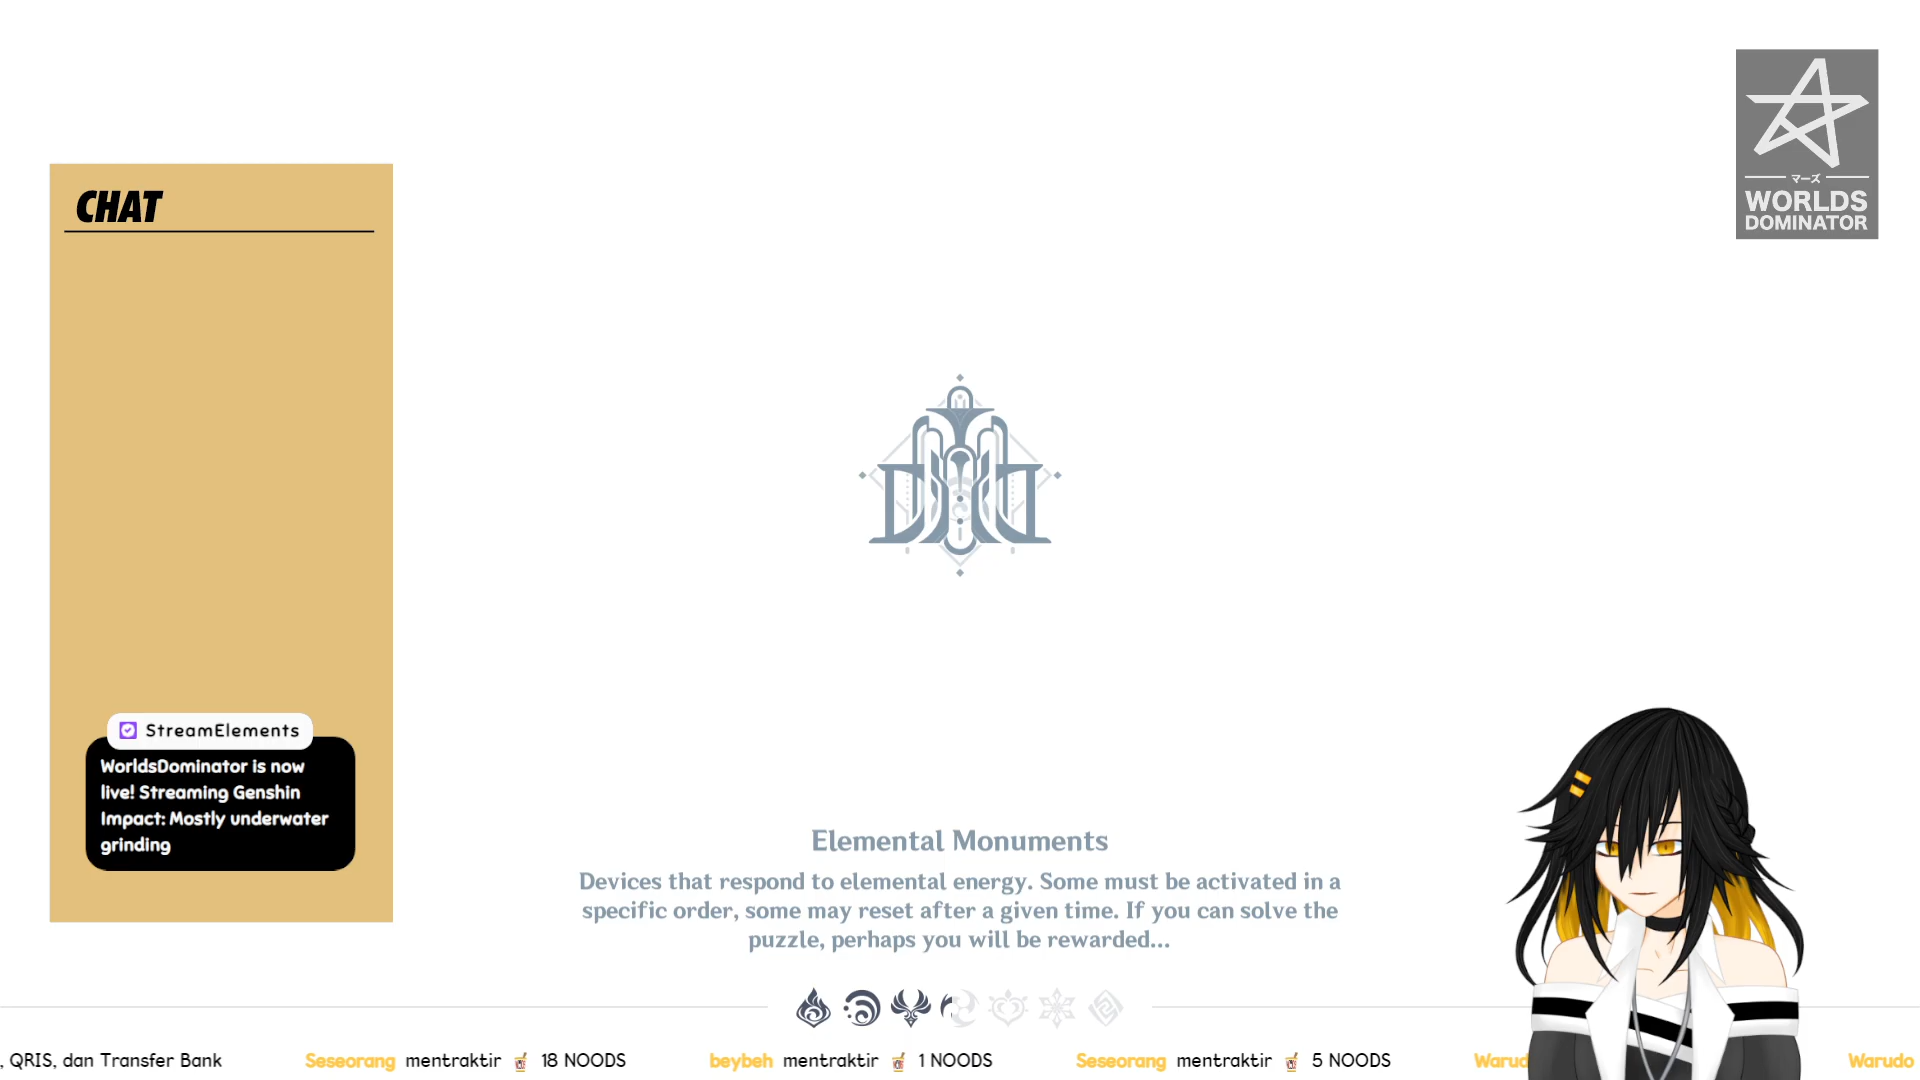 マーズ
WORLDS
DOMINATOR
CHAT
StreamElements
WorldsDominator is now
live! Streaming Genshin
Impact: Mostly underwater
grinding
Elemental Monuments
Devices that respond to elemental energy. Some must be activated in a
specific order, some may reset after a given time. If you can solve the
puzzle, perhaps you will be rewarded...
, QRIS, dan Transfer Bank Seseorang mentraktir 18 NOODS beybeh mentraktir 1 NOODS Seseorang mentraktir 5 NOODS Warud Warudo